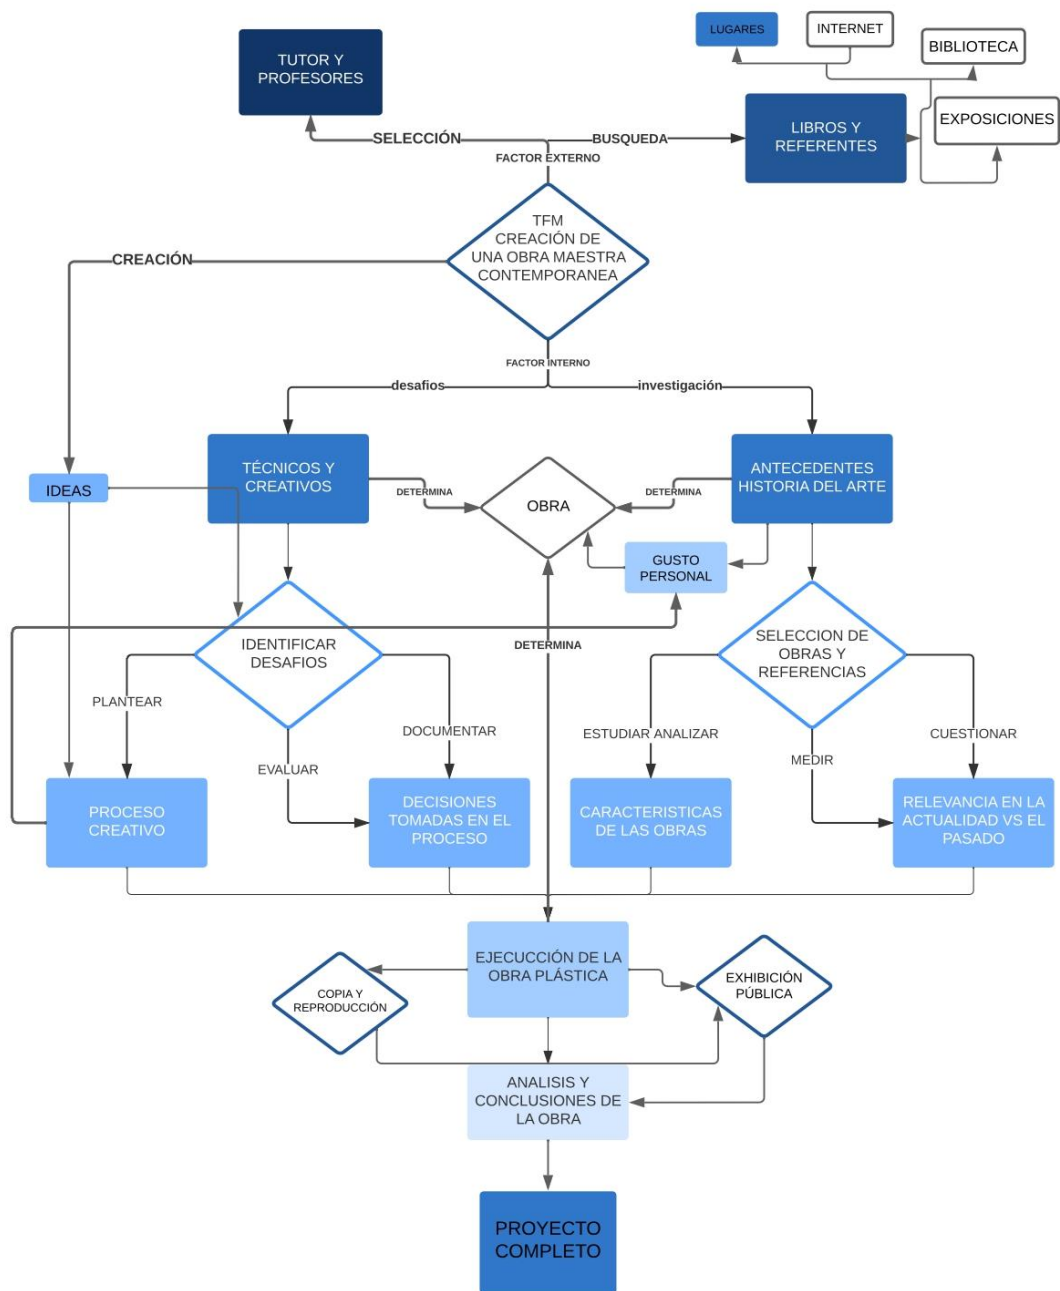 LUGARES
INTERNET
BIBLIOTECA
TUTOR Y
PROFESORES
LIBROS Y
REFERENTES
EXPOSICIONES
SELECCIÓN
BUSQUEDA
FACTOR EXTERNO
TFM
CREACIÓN DE
UNA OBRA MAESTRA
CONTEMPORANEA
CREACIÓN
FACTOR INTERNO
desafios
investigación
TÉCNICOS Y
CREATIVOS
ANTECEDENTES
HISTORIA DEL ARTE
IDEAS
DETERMINA
OBRA
DETERMINA
GUSTO
PERSONAL
IDENTIFICAR
DESAFIOS
DETERMINA
SELECCION DE
OBRAS Y
REFERENCIAS
PLANTEAR
DOCUMENTAR
EVALUAR
ESTUDIAR ANALIZAR
MEDIR
CUESTIONAR
PROCESO
CREATIVO
DECISIONES
TOMADAS EN EL
PROCESO
CARACTERISTICAS
DE LAS OBRAS
RELEVANCIA EN LA
ACTUALIDAD VS EL
PASADO
EJECUCCIÓN DE LA
OBRA PLÁSTICA
COPIA Y
REPRODUCCIÓN
EXHIBICIÓN
PÚBLICA
ANALISIS Y
CONCLUSIONES DE
LA OBRA
PROYECTO
COMPLETO